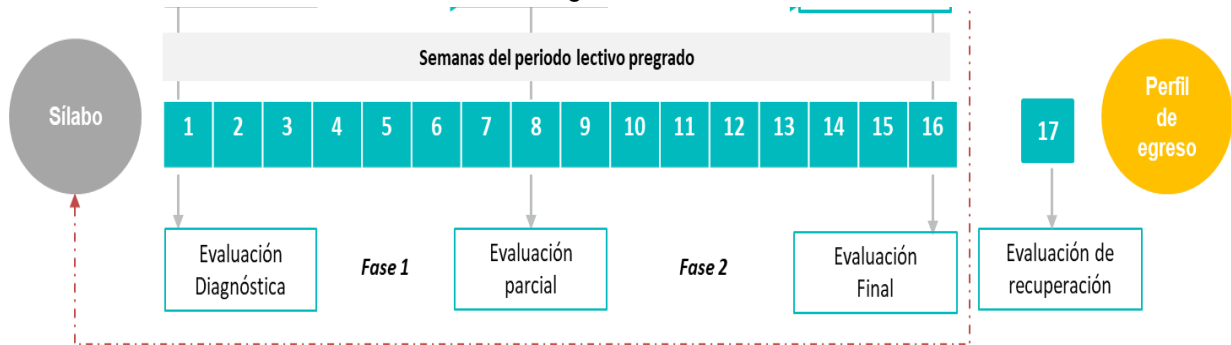 Semanas del periodo lectivo pregrado
Sílabo
1 2 3 4 5 6 7 8 9 10 11 12 13 14 15 16
17
Perfil
de
egreso
Evaluación
Diagnóstica
Fase 1
Evaluación
parcial
Fase 2
Evaluación
Final
Evaluación de
recuperación